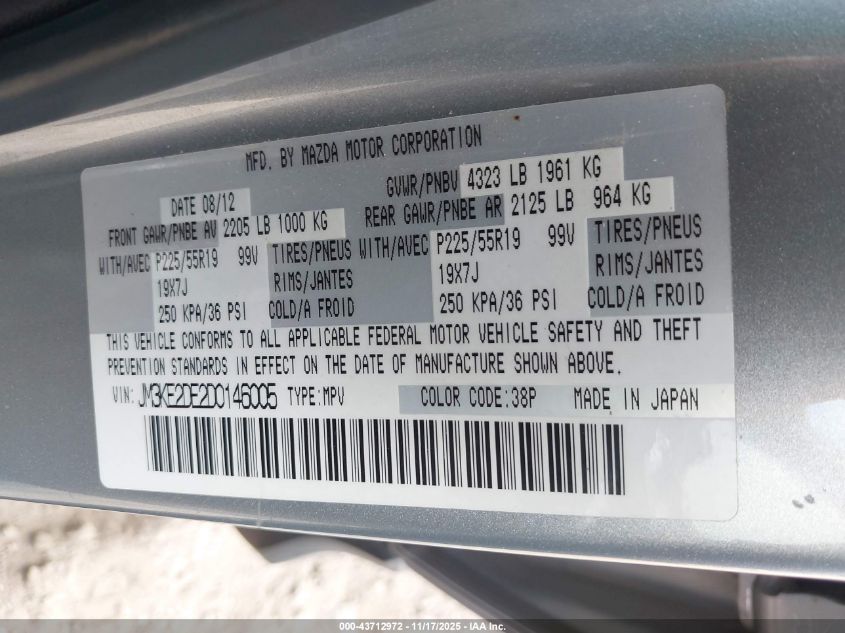 MFD. BY MAZDA MOTOR CORPORATION
DATE 08/12 GVWR/PNBV 4323 LB 1961 KG
FRONT GAWR/PNBE AV 2205 LB 1000 KG REAR GAWR/PNBE AR 2125 LB 964 KG
WITH/AVEC P225/55R19 99V TIRES/PNEUS WITH/AVEC P225/55R19 99V TIRES/PNEUS
19X7J RIMS/JANTES 19X7J RIMS/JANTES
250 KPA/36 PSI COLD/A FROID 250 KPA/36 PSI COLD/A FROID
THIS VEHICLE CONFORMS TO ALL APPLICABLE FEDERAL MOTOR VEHICLE SAFETY AND THEFT
PREVENTION STANDARDS IN EFFECT ON THE DATE OF MANUFACTURE SHOWN ABOVE.
VIN: JM3KE2DE2D0146005 TYPE:MPV COLOR CODE:38P MADE IN JAPAN
000-43712972 - 11/17/2025 - IAA Inc.